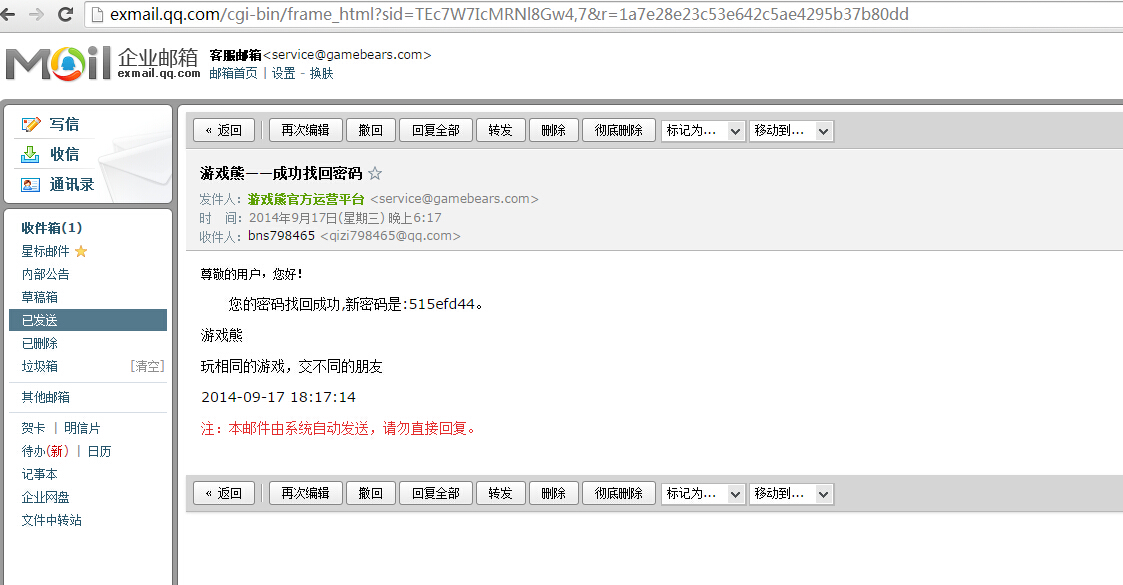 exmail.qq.com/cgi-bin/frame_html?sid=TEc7W7IcMRNl8Gw4,7&r=1a7e28e23c53e642c5ae4295b37b80dd
Mail 企业邮箱 exmail.qq.com
客服邮箱<service@gamebears.com>
邮箱首页 | 设置 - 换肤
写信
收信
通讯录
收件箱(1)
星标邮件
内部公告
草稿箱
已发送
已删除
垃圾箱 [清空]
其他邮箱
贺卡 | 明信片
待办(新) | 日历
记事本
企业网盘
文件中转站
« 返回 再次编辑 撤回 回复全部 转发 删除 彻底删除 标记为... 移动到...
游戏熊——成功找回密码
发件人：游戏熊官方运营平台 <service@gamebears.com>
时 间：2014年9月17日(星期三) 晚上6:17
收件人：bns798465 <qizi798465@qq.com>
尊敬的用户，您好！
您的密码找回成功,新密码是:515efd44。
游戏熊
玩相同的游戏，交不同的朋友
2014-09-17 18:17:14
注：本邮件由系统自动发送，请勿直接回复。
« 返回 再次编辑 撤回 回复全部 转发 删除 彻底删除 标记为... 移动到...